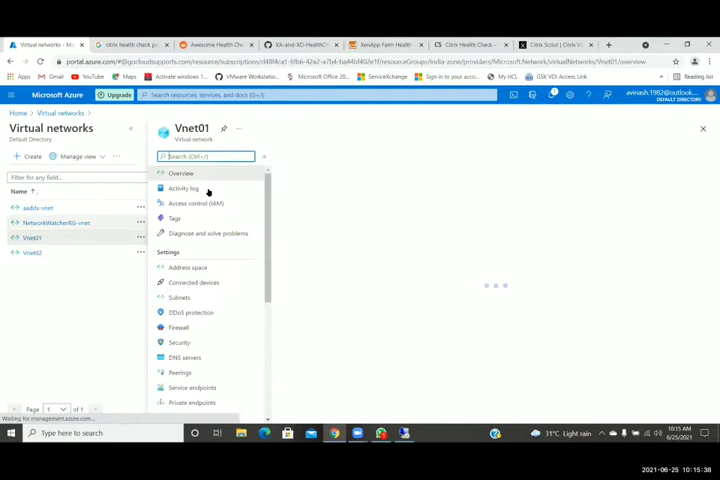 Virtual networks - M
citrix health check po
Awesome Health Che
XA-and-XD-HealthCh
XenApp Farm Health
CS Citrix Health Check -
Citrix Scout | Citrix V
portal.azure.com/#@gocloudsupports.com/resource/subscriptions/
/resourceGroups/India-zone/providers/Microsoft.Network/virtualNetworks/Vnet01/overview
Apps Gmail YouTube Maps Activate windows 1... VMware Workstatio... Microsoft Office 20... ServiceXchange Sign in to your acco... My HCL GSK VDI Access Link Reading list
Microsoft Azure Upgrade Search resources, services, and docs (G+/) 1 avinash.1982@outlook....
DEFAULT DIRECTORY
Home > Virtual networks >
Virtual networks «
Default Directory
+ Create Manage view ...
Filter for any field...
Name ↑
aadds-vnet ...
NetworkWatcherRG-vnet ...
Vnet01 ...
Vnet02 ...
Page 1 of 1
Waiting for management.azure.com...
Vnet01 ...
Virtual network
Search (Ctrl+/) «
Overview
Activity log
Access control (IAM)
Tags
Diagnose and solve problems
Settings
Address space
Connected devices
Subnets
DDoS protection
Firewall
Security
DNS servers
Peerings
Service endpoints
Private endpoints
Type here to search
31°C Light rain
10:15 AM
6/25/2021
2021-06-25 10:15:38